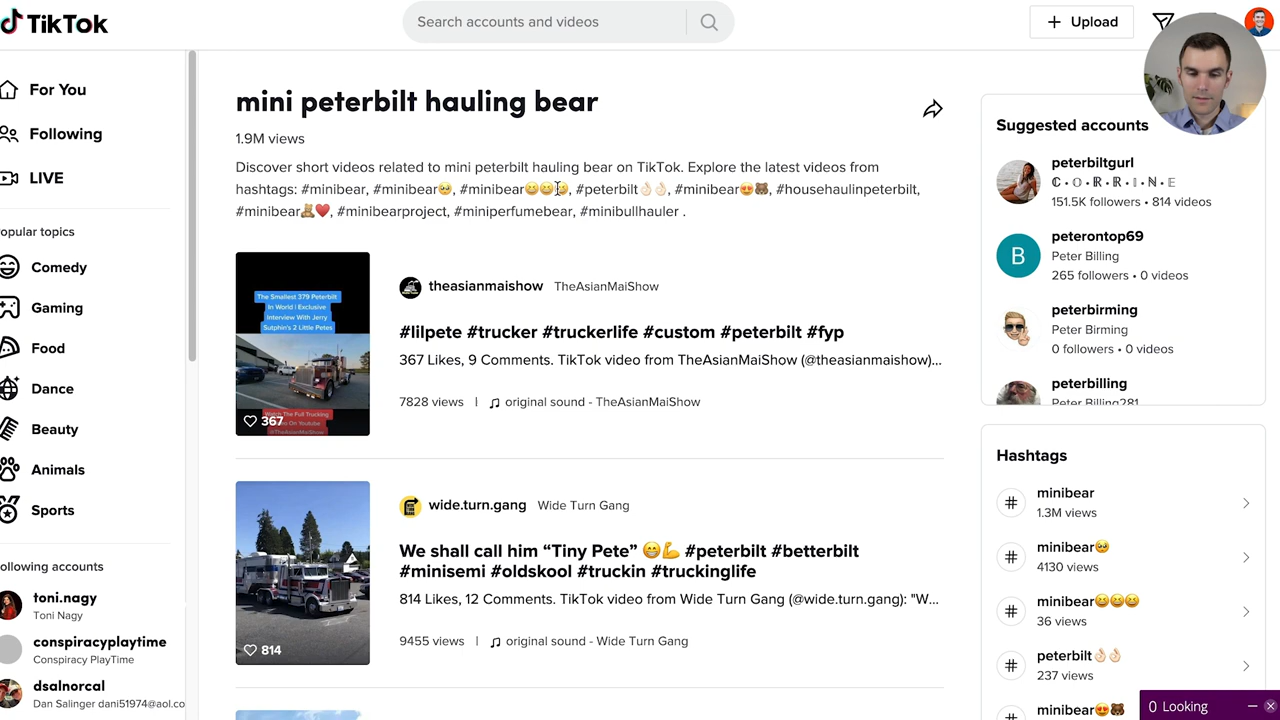 TikTok
Search accounts and videos
Upload
For You
Following
LIVE
opular topics
Comedy
Gaming
Food
Dance
Beauty
Animals
Sports
ollowing accounts
toni.nagy
Toni Nagy
conspiracyplaytime
Conspiracy PlayTime
dsalnorcal
Dan Salinger dani51974@aol.co
mini peterbilt hauling bear
1.9M views
Discover short videos related to mini peterbilt hauling bear on TikTok. Explore the latest videos from
hashtags: #minibear, #minibear🥺, #minibear😄😄😄, #peterbilt👌🏻👌🏻, #minibear😍🐻, #househaulinpeterbilt,
#minibear🧸❤️, #minibearproject, #miniperfumebear, #minibullhauler .
The Smallest 379 Peterbilt
In World | Exclusive
Interview With Jerry
Sutphin's 2 Little Petes
Watch The Full Trucking
367
theasianmaishow TheAsianMaiShow
#lilpete #trucker #truckerlife #custom #peterbilt #fyp
367 Likes, 9 Comments. TikTok video from TheAsianMaiShow (@theasianmaishow)...
7828 views | original sound - TheAsianMaiShow
814
wide.turn.gang Wide Turn Gang
We shall call him “Tiny Pete” 😁💪 #peterbilt #betterbilt
#minisemi #oldskool #truckin #truckinglife
814 Likes, 12 Comments. TikTok video from Wide Turn Gang (@wide.turn.gang): "W...
9455 views | original sound - Wide Turn Gang
Suggested accounts
peterbiltgurl
ℂ • 𝕆 • ℝ • ℝ • 𝕀 • ℕ • 𝔼
151.5K followers • 814 videos
B
peterontop69
Peter Billing
265 followers • 0 videos
peterbirming
Peter Birming
0 followers • 0 videos
peterbilling
Peter Billing281
Hashtags
# minibear
1.3M views
# minibear🥺
4130 views
# minibear😄😄😄
36 views
# peterbilt👌🏻👌🏻
237 views
# minibear😍🐻
0 Looking